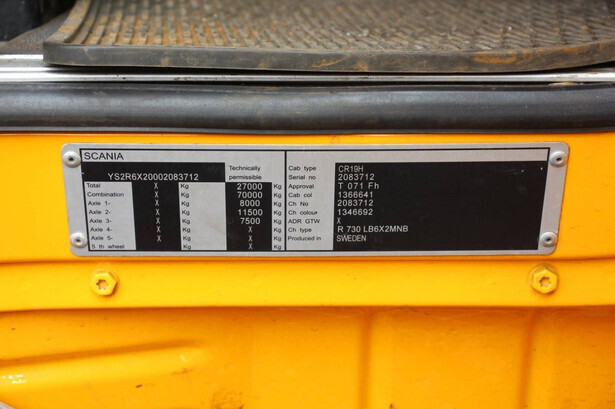 SCANIA
YS2R6X20002083712 Technically permissible
Total X Kg 27000 Kg
Combination X Kg 70000 Kg
Axle 1- X Kg 8000 Kg
Axle 2- X Kg 11500 Kg
Axle 3- X Kg 7500 Kg
Axle 4- X Kg X Kg
Axle 5- X Kg X Kg
5. th wheel X Kg X Kg
Cab type CR19H
Serial no 2083712
Approval T 071 Fh
Cab col 1366641
Ch No 2083712
Ch colour 1346692
ADR GTW X
Ch type R 730 LB6X2MNB
Produced in SWEDEN